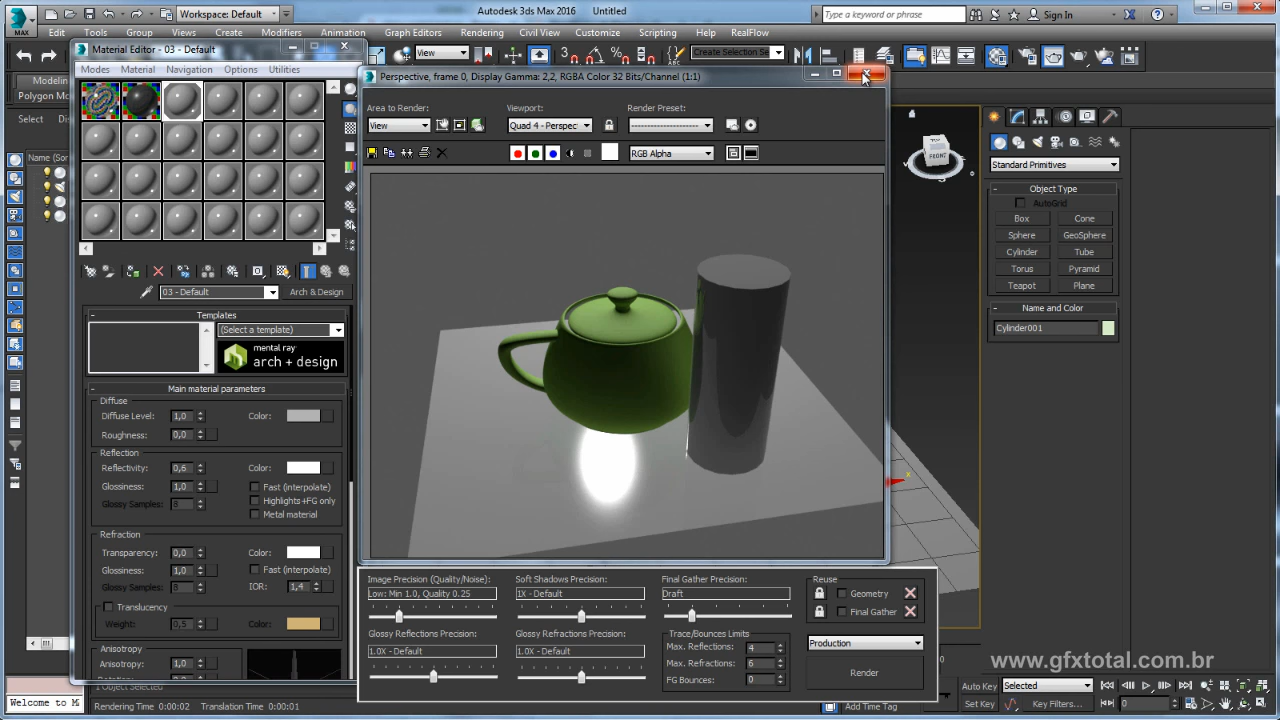 MAX
Workspace: Default
Autodesk 3ds Max 2016    Untitled
Type a keyword or phrase
Sign In
Edit
Tools
Group
Views
Create
Modifiers
Animation
Graph Editors
Rendering
Civil View
Customize
Scripting
Help
RealFlow
View
Create Selection Se
Modeling
Polygon Mo
Select
Name (Sor
Material Editor - 03 - Default
Modes
Material
Navigation
Options
Utilities
03 - Default
Arch & Design
Templates
(Select a template)
mental ray
arch + design
Main material parameters
Diffuse
Diffuse Level: 1,0
Color:
Roughness: 0,0
Reflection
Reflectivity: 0,6
Color:
Glossiness: 1,0
Fast (interpolate)
Highlights+FG only
Glossy Samples: 8
Metal material
Refraction
Transparency: 0,0
Color:
Glossiness: 1,0
Fast (interpolate)
Glossy Samples: 8
IOR: 1,4
Translucency
Weight: 0,5
Color:
Anisotropy
Anisotropy: 1,0
Perspective, frame 0, Display Gamma: 2,2, RGBA Color 32 Bits/Channel (1:1)
Area to Render:
Viewport:
Render Preset:
View
Quad 4 - Perspec
RGB Alpha
Image Precision (Quality/Noise):
Low: Min 1.0, Quality 0.25
Soft Shadows Precision:
1X - Default
Final Gather Precision:
Draft
Glossy Reflections Precision:
1.0X - Default
Glossy Refractions Precision:
1.0X - Default
Trace/Bounces Limits
Max. Reflections: 4
Max. Refractions: 6
FG Bounces: 0
Reuse
Geometry
Final Gather
Production
Render
FRONT
x
Standard Primitives
Object Type
AutoGrid
Box
Cone
Sphere
GeoSphere
Cylinder
Tube
Torus
Pyramid
Teapot
Plane
Name and Color
Cylinder001
www.gfxtotal.com.br
Welcome to M
1 Object Selected
Rendering Time 0:00:02
Translation Time 0:00:01
Add Time Tag
Auto Key
Selected
Set Key
Key Filters...
0